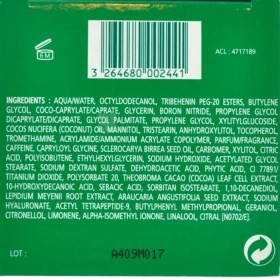 6M
ACL : 4717189
3 264680 002441
INGREDIENTS : AQUA/WATER, OCTYLDODECANOL, TRIBEHENIN PEG-20 ESTERS, BUTYLENE
GLYCOL, COCO-CAPRYLATE/CAPRATE, GLYCERIN, BORON NITRIDE, PROPYLENE GLYCOL
DICAPRYLATE/DICAPRATE, GLYCOL PALMITATE, PROPYLENE GLYCOL, XYLITYLGLUCOSIDE,
COCOS NUCIFERA (COCONUT) OIL, MANNITOL, TRISTEARIN, ANHYDROXYLITOL, TOCOPHEROL,
TROMETHAMINE, ACRYLAMIDE/AMMONIUM ACRYLATE COPOLYMER, PARFUM/FRAGRANCE,
CAFFEINE, CAPRYLOYL GLYCINE, SCLEROCARYA BIRREA SEED OIL, CARBOMER, XYLITOL, CITRIC
ACID, POLYISOBUTENE, ETHYLHEXYLGLYCERIN, SODIUM HYDROXIDE, ACETYLATED GLYCOL
STEARATE, SODIUM DEXTRAN SULFATE, DEHYDROACETIC ACID, PHYTIC ACID, CI 77891/
TITANIUM DIOXIDE, POLYSORBATE 20, THEOBROMA CACAO (COCOA) LEAF CELL EXTRACT,
10-HYDROXYDECANOIC ACID, SEBACIC ACID, SORBITAN ISOSTEARATE, 1,10-DECANEDIOL,
LEPIDIUM MEYENII ROOT EXTRACT, ARAUCARIA ANGUSTIFOLIA SEED EXTRACT, SODIUM
HYALURONATE, ACETYL TETRAPEPTIDE-9, BUTYLPHENYL METHYLPROPIONAL, GERANIOL,
CITRONELLOL, LIMONENE, ALPHA-ISOMETHYL IONONE, LINALOOL, CITRAL [N0702/E].
LOT :
A409M017